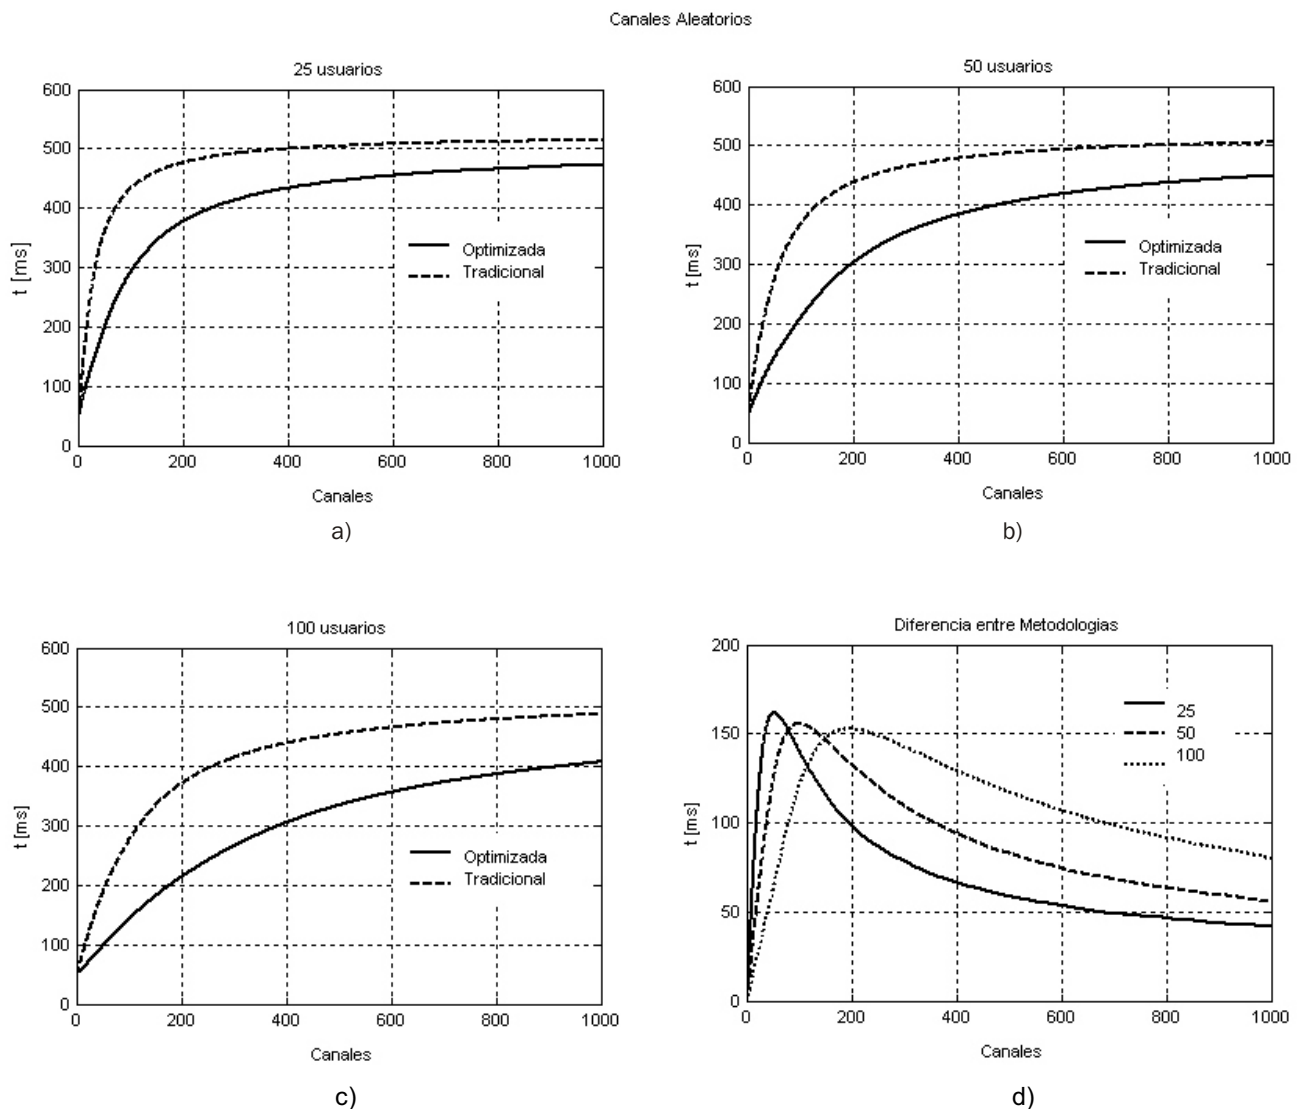 Canales Aleatorios
25 usuarios
600
500
400
300
200
100
0
t [ms]
Optimizada
Tradicional
0 200 400 600 800 1000
Canales
a)
50 usuarios
600
500
400
300
200
100
0
t [ms]
Optimizada
Tradicional
0 200 400 600 800 1000
Canales
b)
100 usuarios
600
500
400
300
200
100
0
t [ms]
Optimizada
Tradicional
0 200 400 600 800 1000
Canales
c)
Diferencia entre Metodologias
200
150
100
50
0
t [ms]
25
50
100
0 200 400 600 800 1000
Canales
d)